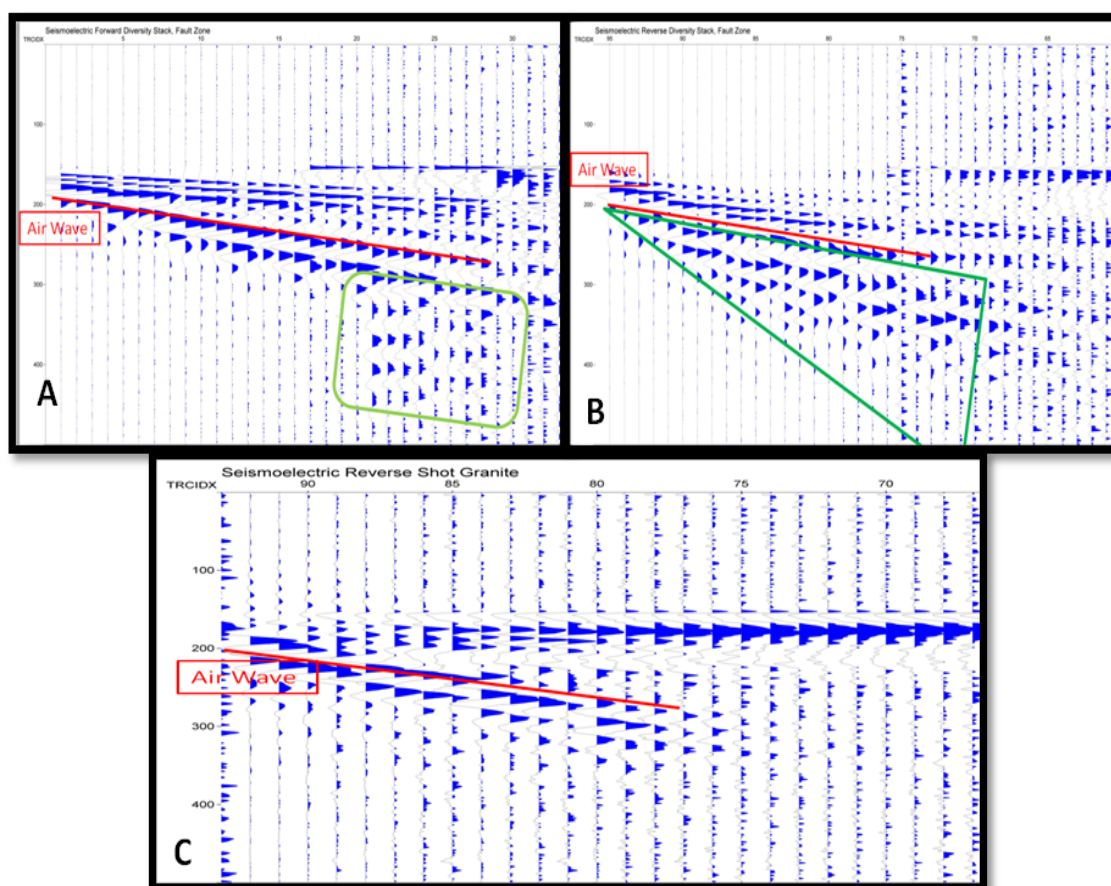 Seismoelectric Forward Diversity Stack, Fault Zone
TRCIDX 5 10 15 20 25 30
100
200
Air Wave
300
400
A
Seismoelectric Reverse Diversity Stack, Fault Zone
TRCIDX 95 90 85 80 75 70 65
100
Air Wave
200
300
400
B
Seismoelectric Reverse Shot Granite
TRCIDX 90 85 80 75 70
100
200
Air Wave
300
400
C